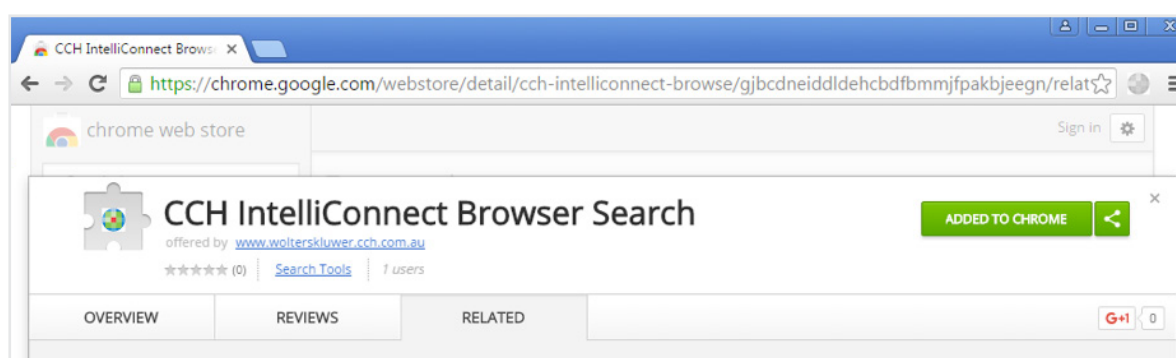 CCH IntelliConnect Brows
https://chrome.google.com/webstore/detail/cch-intelliconnect-browse/gjbcdneiddldehcbdfbmmjfpakbjeegn/relat
chrome web store
Sign in
CCH IntelliConnect Browser Search
ADDED TO CHROME
offered by www.wolterskluwer.cch.com.au
(0) Search Tools 1 users
OVERVIEW REVIEWS RELATED
G+1 0